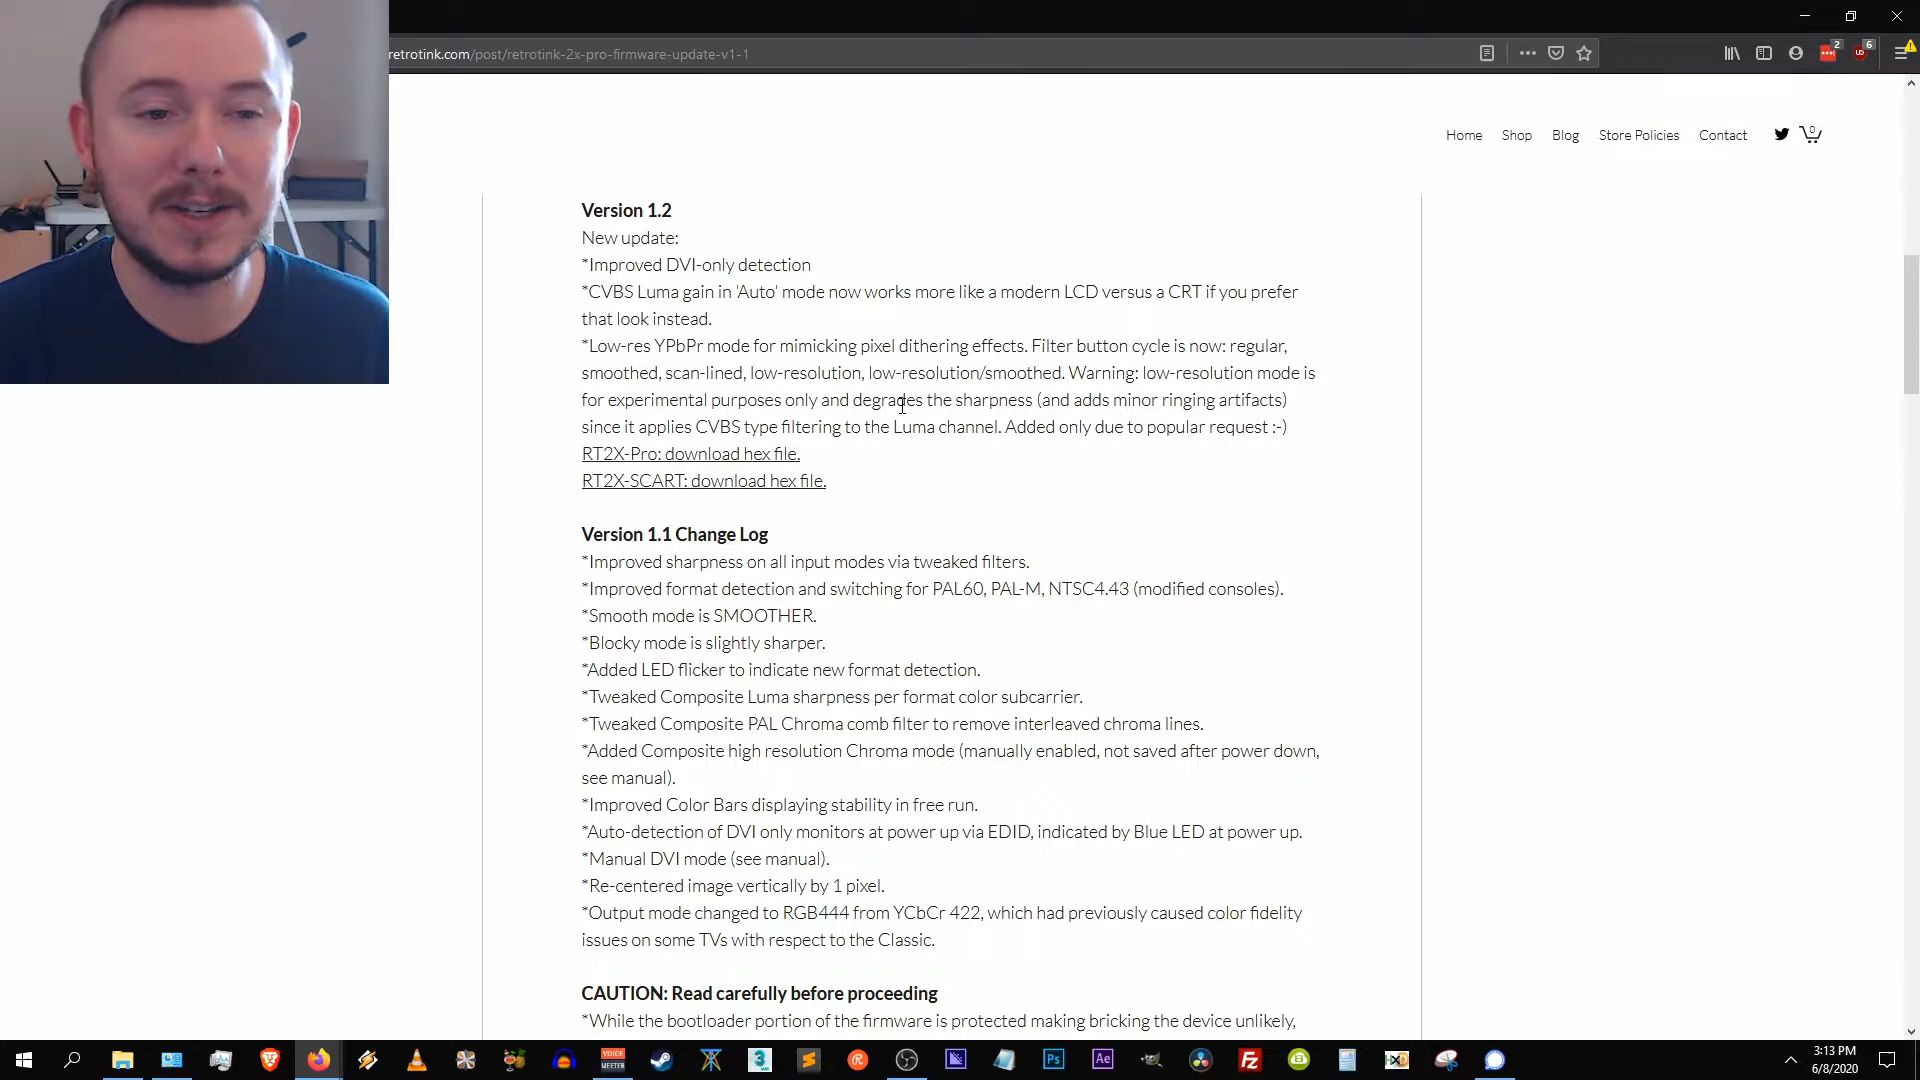 retrotink.com/post/retrotink-2x-pro-firmware-update-v1-1
2
6
Home Shop Blog Store Policies Contact 0
Version 1.2
New update:
*Improved DVI-only detection
*CVBS Luma gain in 'Auto' mode now works more like a modern LCD versus a CRT if you prefer
that look instead.
*Low-res YPbPr mode for mimicking pixel dithering effects. Filter button cycle is now: regular,
smoothed, scan-lined, low-resolution, low-resolution/smoothed. Warning: low-resolution mode is
for experimental purposes only and degrades the sharpness (and adds minor ringing artifacts)
since it applies CVBS type filtering to the Luma channel. Added only due to popular request :-)
RT2X-Pro: download hex file.
RT2X-SCART: download hex file.
Version 1.1 Change Log
*Improved sharpness on all input modes via tweaked filters.
*Improved format detection and switching for PAL60, PAL-M, NTSC4.43 (modified consoles).
*Smooth mode is SMOOTHER.
*Blocky mode is slightly sharper.
*Added LED flicker to indicate new format detection.
*Tweaked Composite Luma sharpness per format color subcarrier.
*Tweaked Composite PAL Chroma comb filter to remove interleaved chroma lines.
*Added Composite high resolution Chroma mode (manually enabled, not saved after power down,
see manual).
*Improved Color Bars displaying stability in free run.
*Auto-detection of DVI only monitors at power up via EDID, indicated by Blue LED at power up.
*Manual DVI mode (see manual).
*Re-centered image vertically by 1 pixel.
*Output mode changed to RGB444 from YCbCr 422, which had previously caused color fidelity
issues on some TVs with respect to the Classic.
CAUTION: Read carefully before proceeding
*While the bootloader portion of the firmware is protected making bricking the device unlikely,
VOICE
MEETER
3
Ps
Ae
Fz
HXD
3:13 PM
6/8/2020